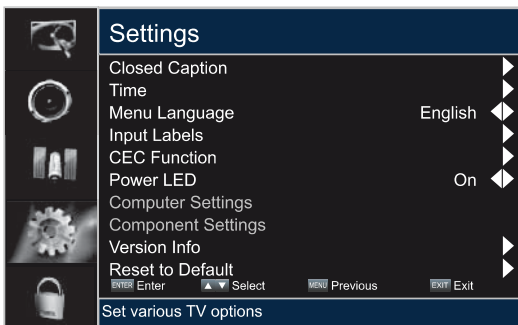 Settings
Closed Caption
Time
Menu Language English
Input Labels
CEC Function
Power LED On
Computer Settings
Component Settings
Version Info
Reset to Default
ENTER Enter ▲ ▼ Select MENU Previous EXIT Exit
Set various TV options